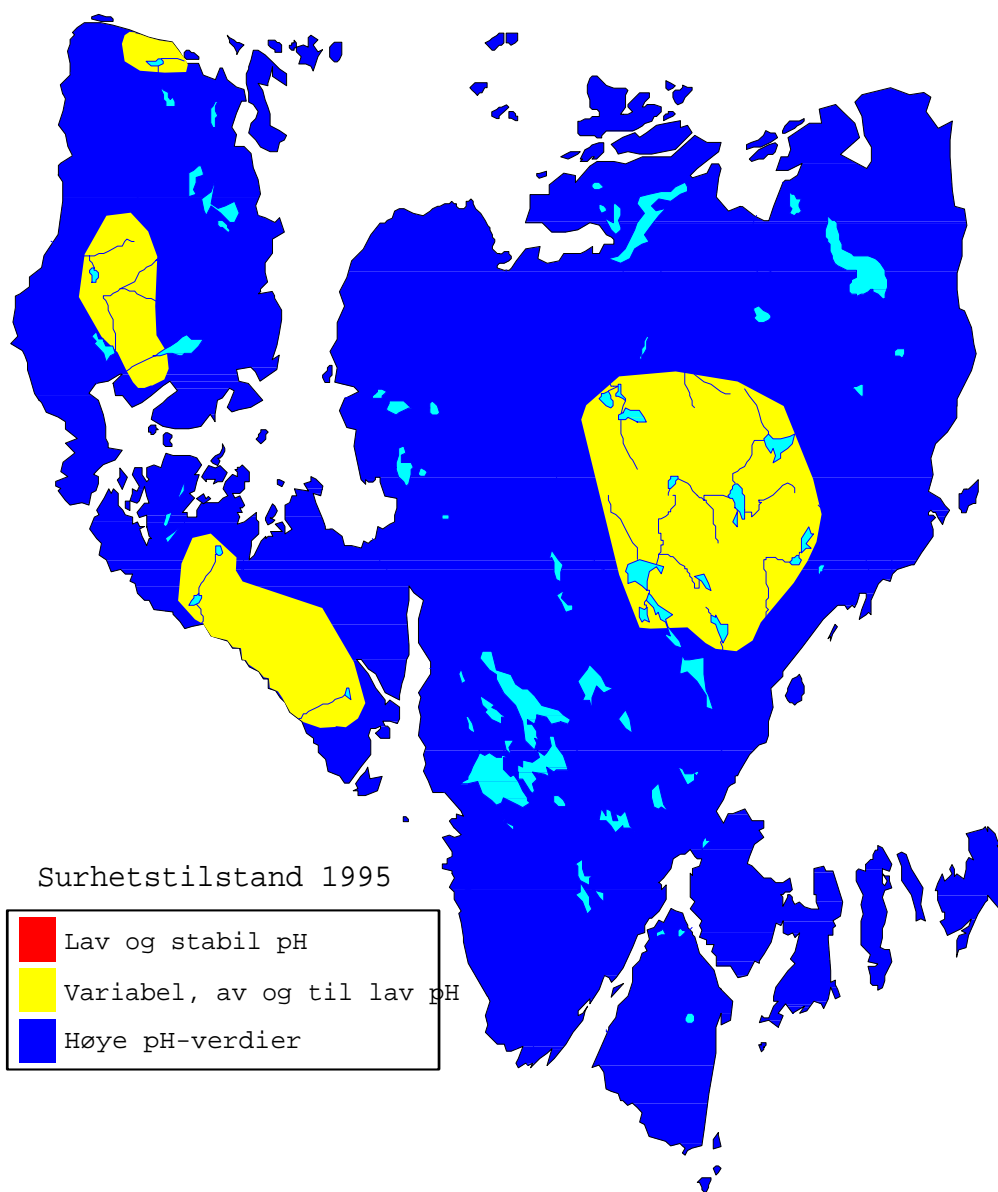 Surhetstilstand 1995
Lav og stabil pH
Variabel, av og til lav pH
Høye pH-verdier